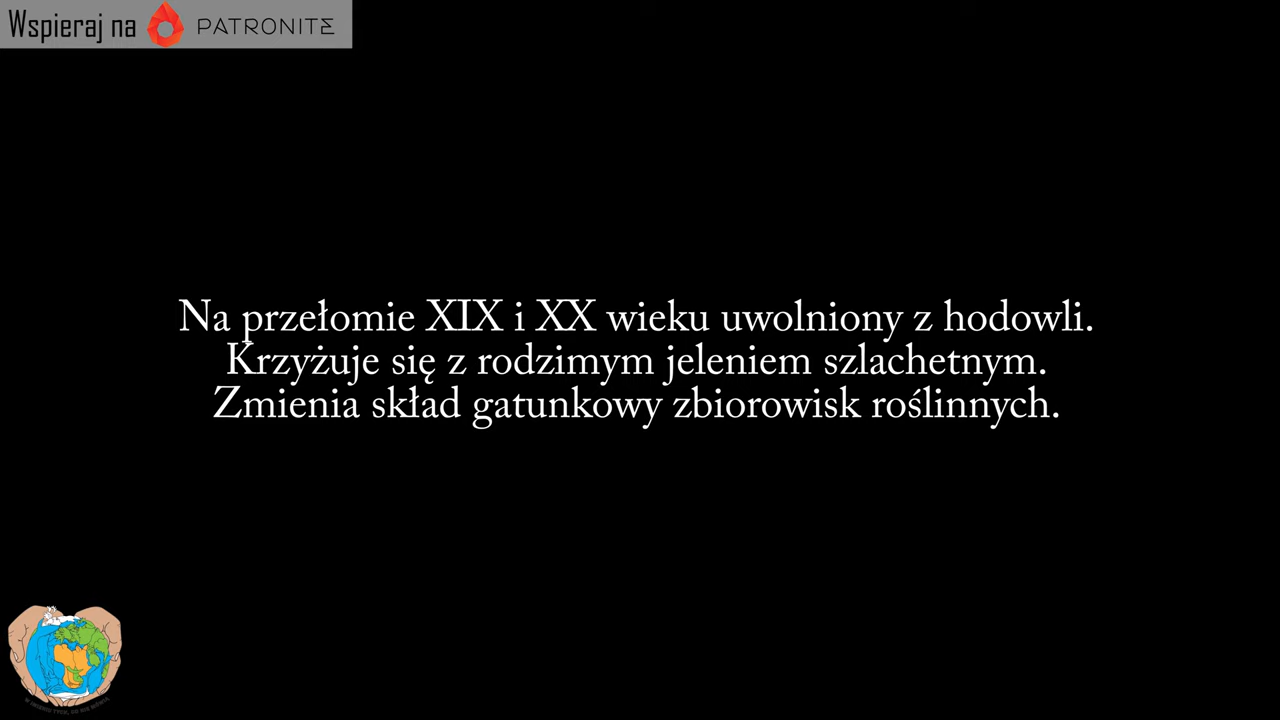 Wspieraj na PATRONITE
Na przełomie XIX i XX wieku uwolniony z hodowli.
Krzyżuje się z rodzimym jeleniem szlachetnym.
Zmienia skład gatunkowy zbiorowisk roślinnych.